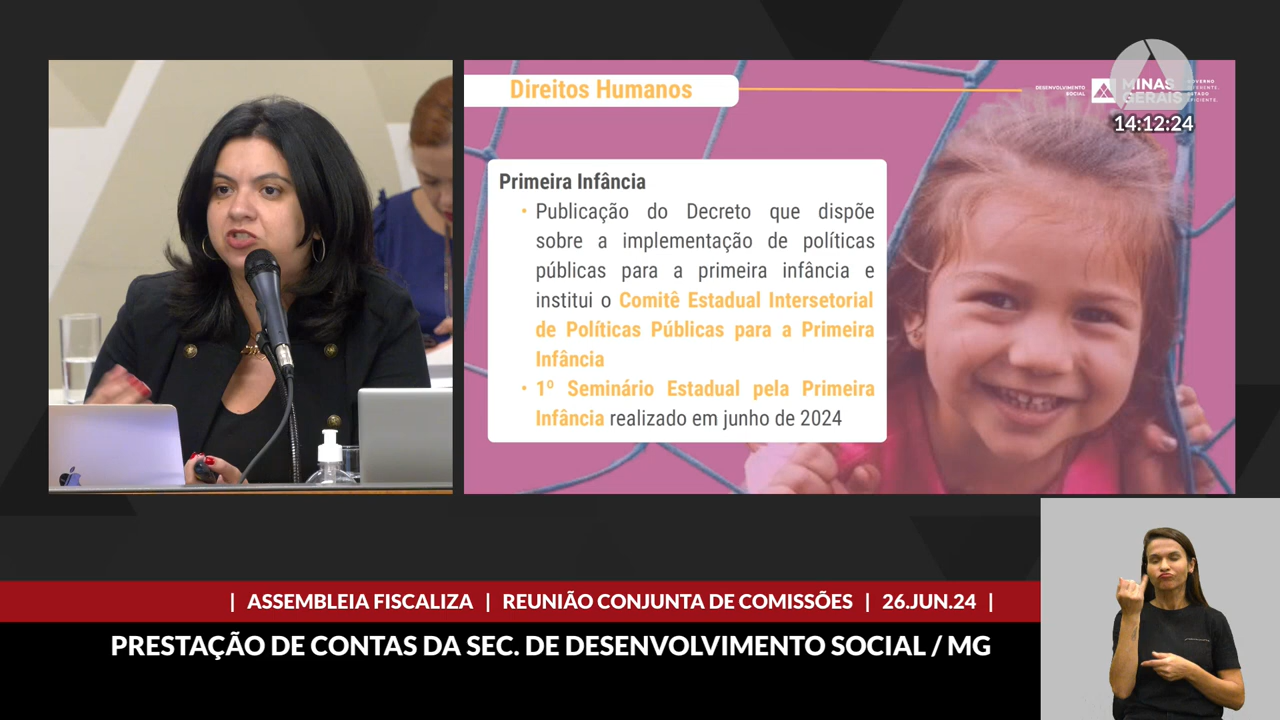 Direitos Humanos
DESENVOLVIMENTO
SOCIAL
MINAS
GERAIS
14:12:24
Primeira Infância
• Publicação do Decreto que dispõe
sobre a implementação de políticas
públicas para a primeira infância e
institui o Comitê Estadual Intersetorial
de Políticas Públicas para a Primeira
Infância
• 1º Seminário Estadual pela Primeira
Infância realizado em junho de 2024
| ASSEMBLEIA FISCALIZA | REUNIÃO CONJUNTA DE COMISSÕES | 26.JUN.24 |
PRESTAÇÃO DE CONTAS DA SEC. DE DESENVOLVIMENTO SOCIAL / MG